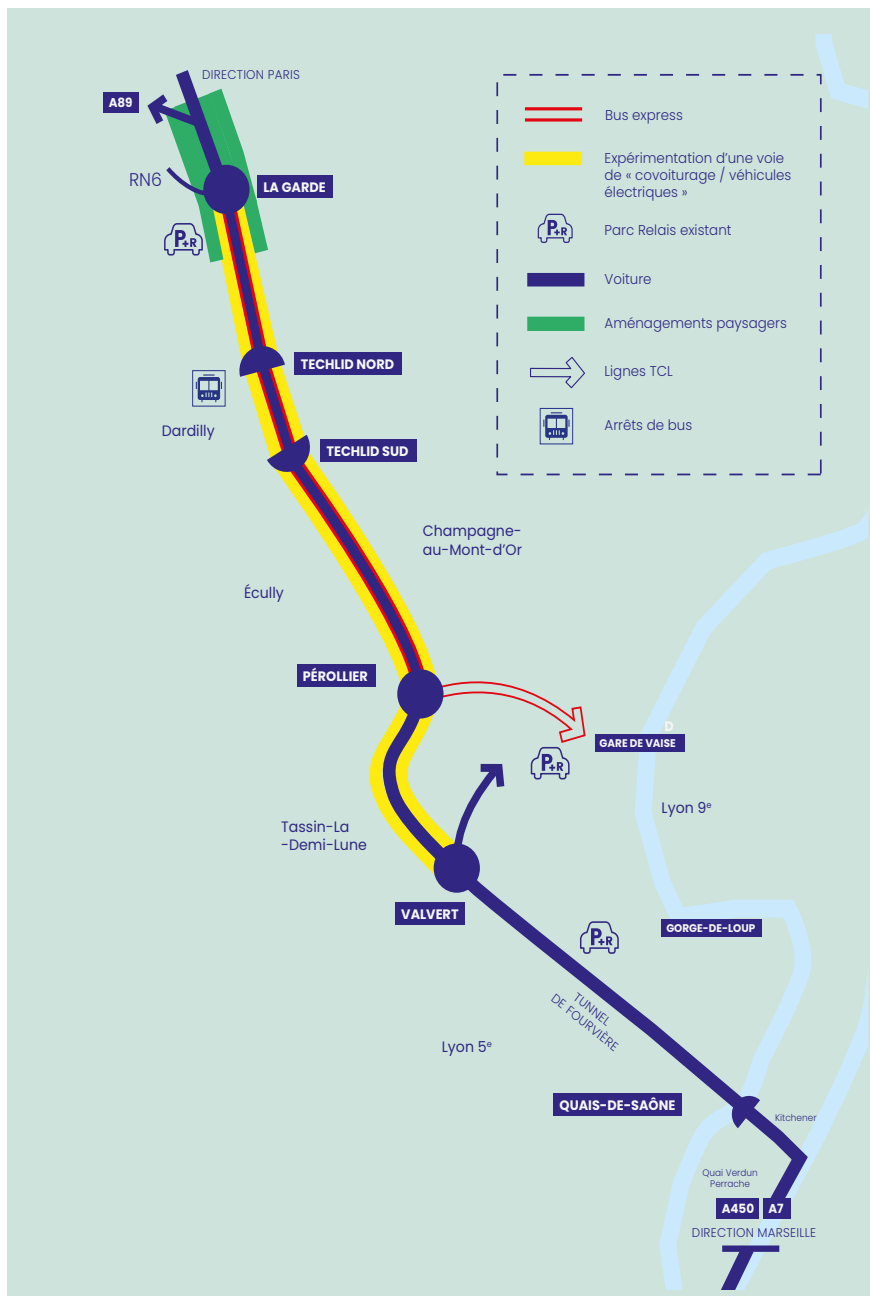 DIRECTION PARIS
A89
RN6
LA GARDE
P+R
TECHLID NORD
Dardilly
TECHLID SUD
Bus express
Expérimentation d’une voie
de « covoiturage / véhicules
électriques »
P+R
Parc Relais existant
Voiture
Aménagements paysagers
Lignes TCL
Arrêts de bus
Champagne-
au-Mont-d’Or
Écully
PÉROLLIER
D
GARE DE VAISE
P+R
Lyon 9e
Tassin-La
-Demi-Lune
VALVERT
P+R
GORGE-DE-LOUP
TUNNEL
DE FOURVIÈRE
Lyon 5e
QUAIS-DE-SAÔNE
Kitchener
Quai Verdun
Perrache
A450 A7
DIRECTION MARSEILLE